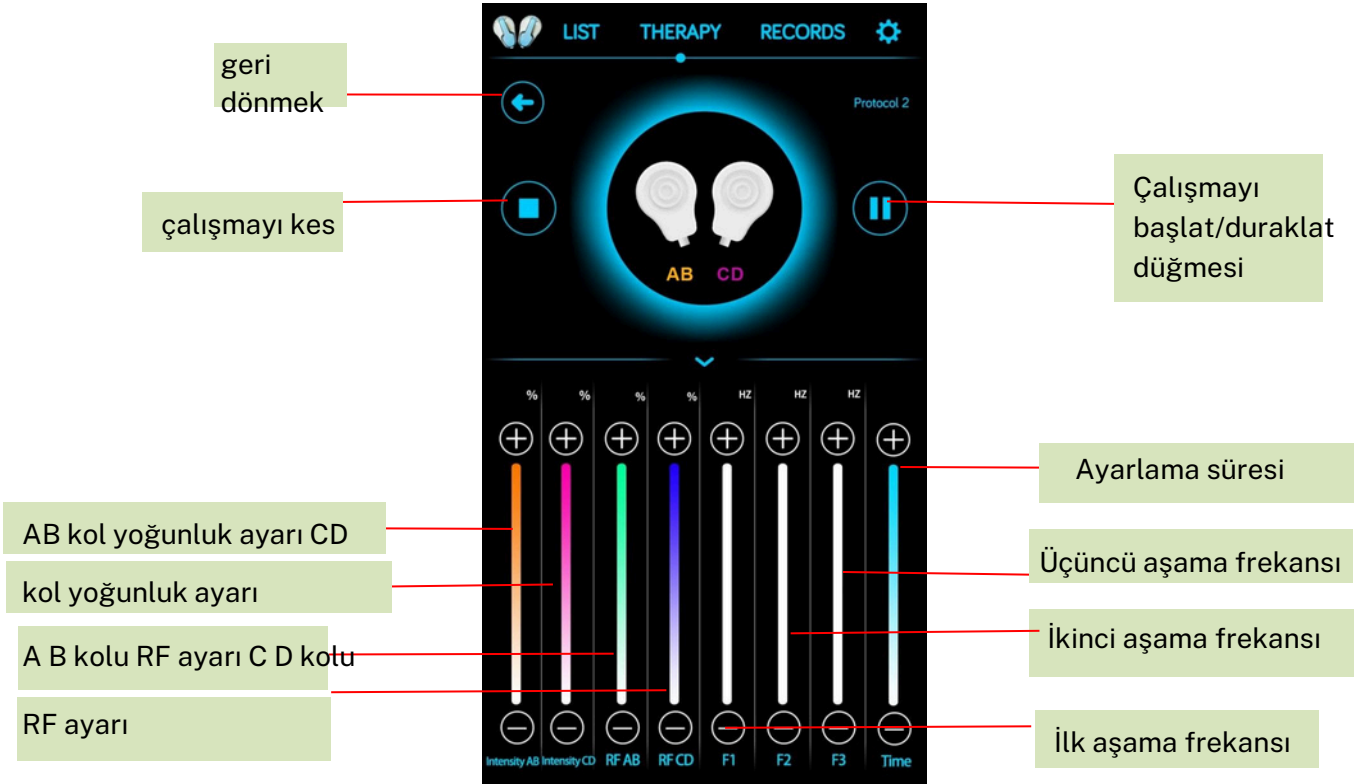 LIST THERAPY RECORDS
geri
dönmek
Protocol 2
çalışmayı kes
Çalışmayı
başlat/duraklat
düğmesi
AB CD
% % % % HZ HZ HZ
Ayarlama süresi
AB kol yoğunluk ayarı CD
kol yoğunluk ayarı
Üçüncü aşama frekansı
İkinci aşama frekansı
A B kolu RF ayarı C D kolu
RF ayarı
İlk aşama frekansı
Intensity AB Intensity CD RF AB RF CD F1 F2 F3 Time